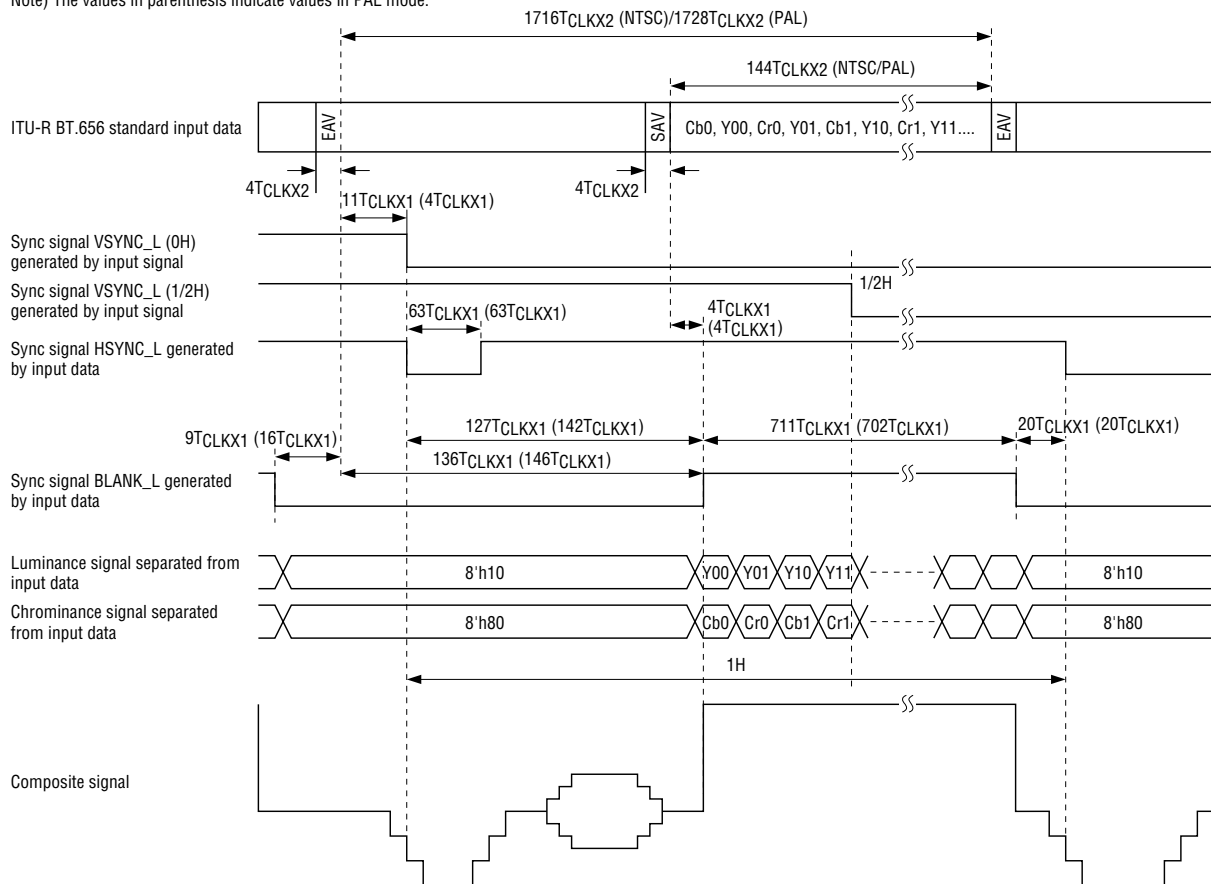 Note) The values in parenthesis indicate values in PAL mode.
1716TCLKX2 (NTSC)/1728TCLKX2 (PAL)
144TCLKX2 (NTSC/PAL)
ITU-R BT.656 standard input data
EAV
SAV
Cb0, Y00, Cr0, Y01, Cb1, Y10, Cr1, Y11....
EAV
4TCLKX2
4TCLKX2
11TCLKX1 (4TCLKX1)
Sync signal VSYNC_L (0H)
generated by input signal
Sync signal VSYNC_L (1/2H)
generated by input signal
1/2H
63TCLKX1 (63TCLKX1)
4TCLKX1
(4TCLKX1)
Sync signal HSYNC_L generated
by input data
9TCLKX1 (16TCLKX1)
127TCLKX1 (142TCLKX1)
711TCLKX1 (702TCLKX1)
20TCLKX1 (20TCLKX1)
136TCLKX1 (146TCLKX1)
Sync signal BLANK_L generated
by input data
Luminance signal separated from
input data
8'h10
Y00
Y01
Y10
Y11
8'h10
Chrominance signal separated
from input data
8'h80
Cb0
Cr0
Cb1
Cr1
8'h80
1H
Composite signal